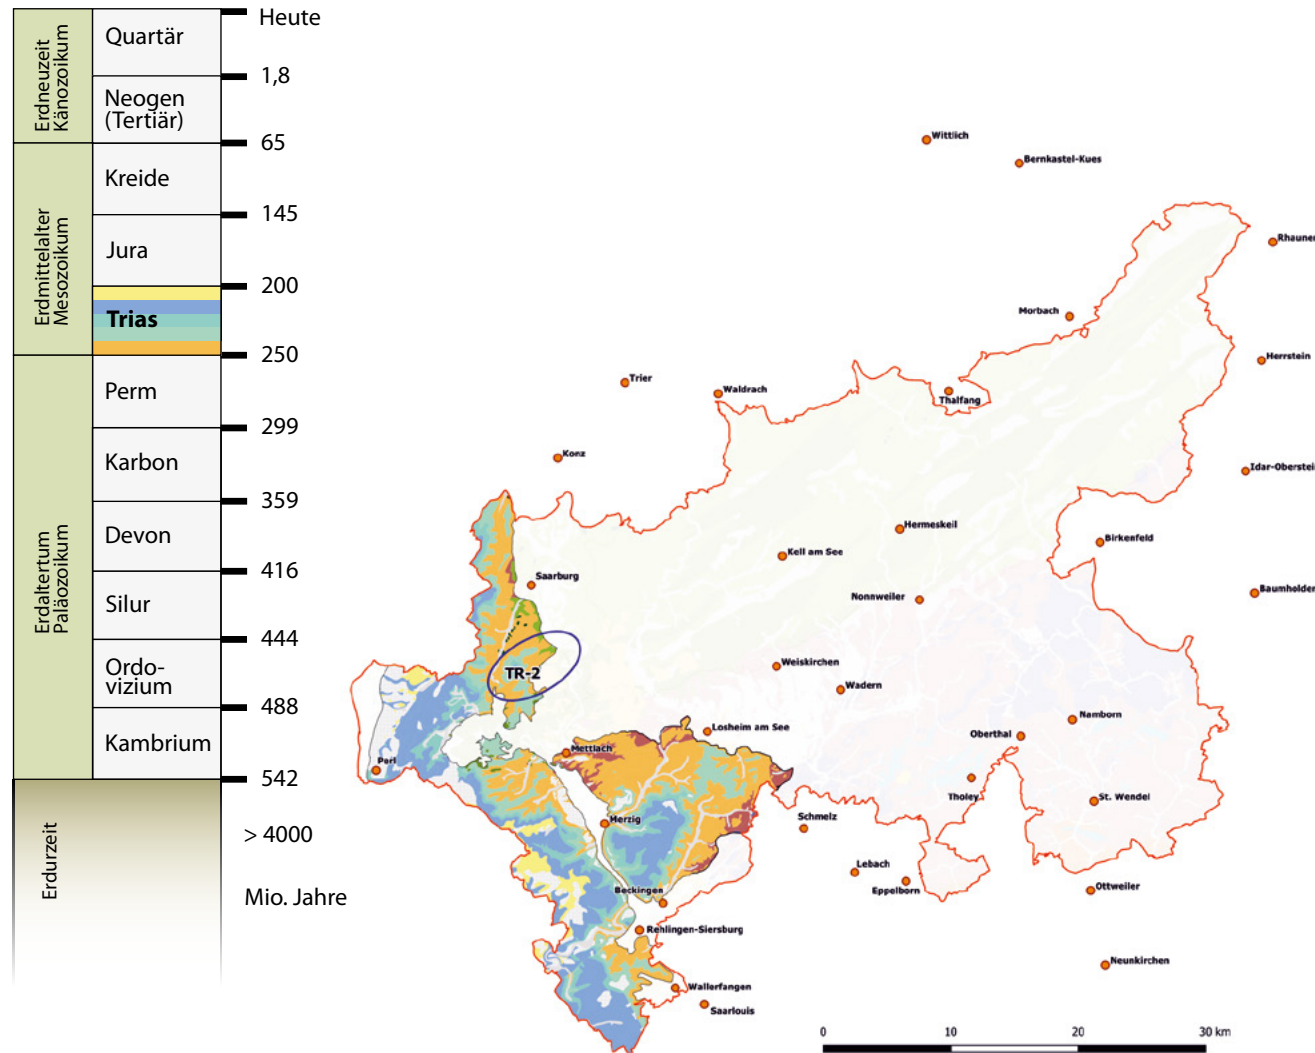 Erdneuzeit
Känozoikum
Quartär
Neogen
(Tertiär)
Erdmittelalter
Mesozoikum
Kreide
Jura
Trias
Erdaltertum
Paläozoikum
Perm
Karbon
Devon
Silur
Ordo-
vizium
Kambrium
Erdurzeit
Heute
1,8
65
145
200
250
299
359
416
444
488
542
> 4000
Mio. Jahre
Wittlich
Bernkastel-Kues
Rhaunen
Morbach
Herrstein
Trier
Waldrach
Thalfang
Konz
Idar-Oberstein
Hermeskeil
Birkenfeld
Kell am See
Saarburg
Nonnweiler
Baumholder
TR-2
Weiskirchen
Wadern
Namborn
Losheim am See
Oberthal
Mettlach
Perl
Tholey
St. Wendel
Schmelz
Merzig
Lebach
Eppelborn
Beckingen
Ottweiler
Rehlingen-Siersburg
Neunkirchen
Wallerfangen
Saarlouis
0 10 20 30 km